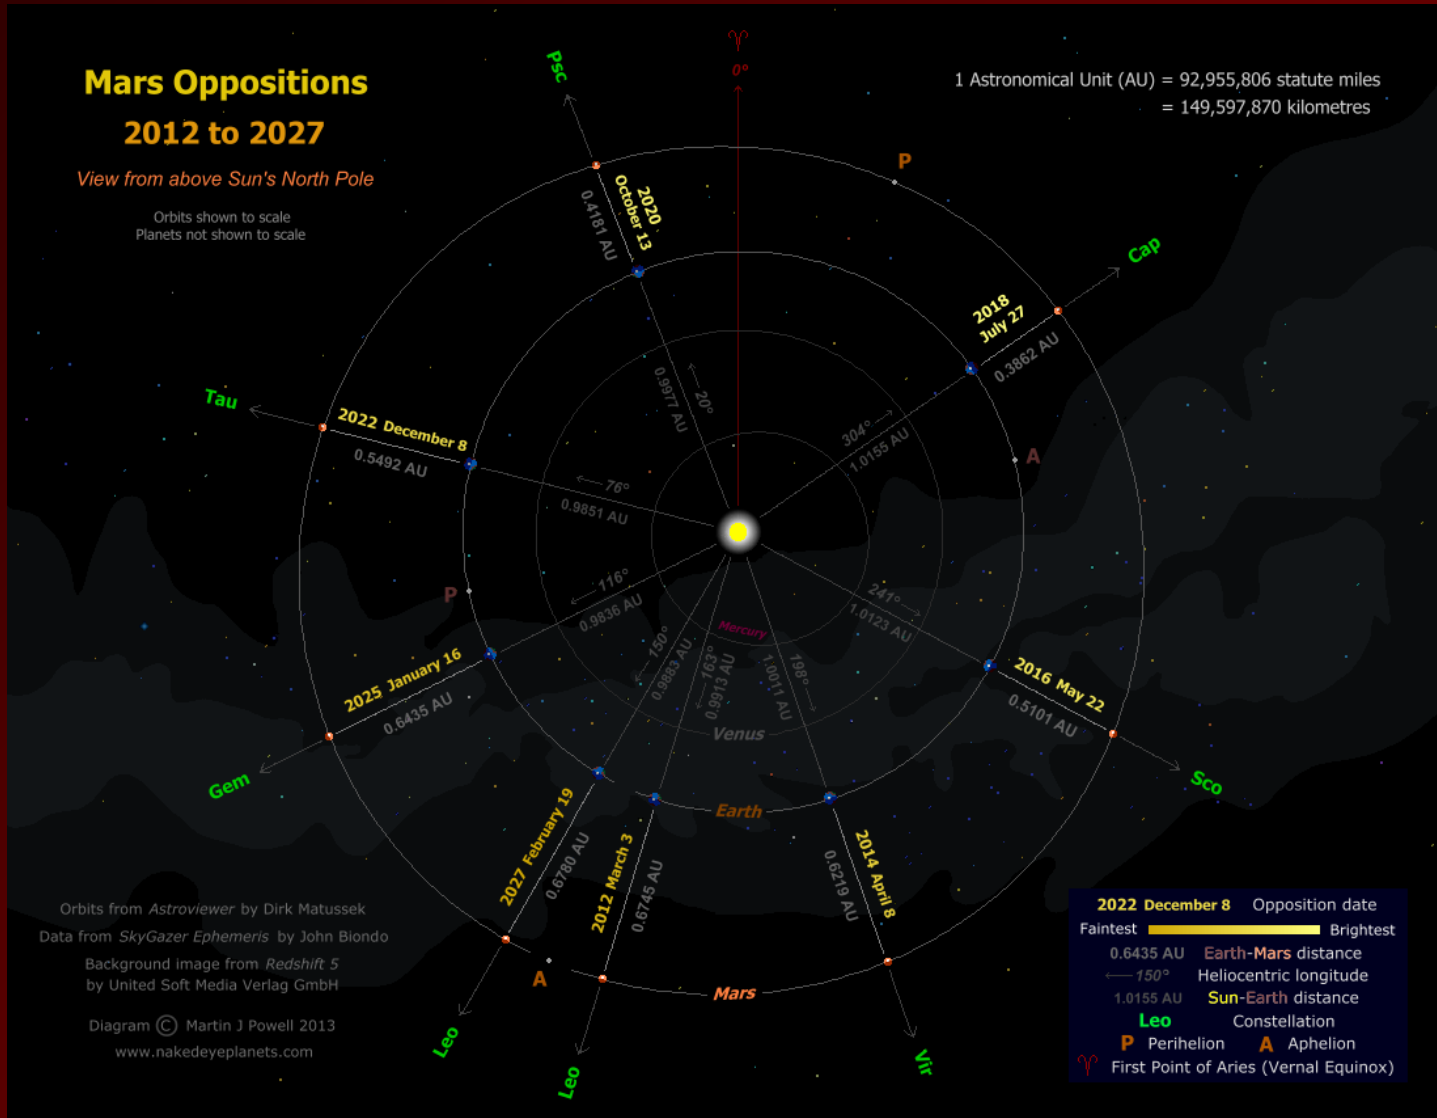 Mars Oppositions
2012 to 2027
View from above Sun's North Pole
Orbits shown to scale
Planets not shown to scale
♈
0°
1 Astronomical Unit (AU) = 92,955,806 statute miles
= 149,597,870 kilometres
Psc
2020
October 13
0.4181 AU
0.9977 AU
20°
P
Cap
2018
July 27
0.3862 AU
304°
1.0155 AU
A
Tau
2022 December 8
0.5492 AU
76°
0.9851 AU
P
116°
0.9836 AU
2025 January 16
0.6435 AU
Gem
241°
1.0123 AU
2016 May 22
0.5101 AU
Sco
Mercury
150°
0.9883 AU
163°
0.9913 AU
198°
1.0011 AU
Venus
Earth
2027 February 19
0.6780 AU
2012 March 3
0.6745 AU
2014 April 8
0.6219 AU
A
Mars
Leo
Leo
Vir
Orbits from Astroviewer by Dirk Matussek
Data from SkyGazer Ephemeris by John Biondo
Background image from Redshift 5
by United Soft Media Verlag GmbH
Diagram © Martin J Powell 2013
www.nakedeyeplanets.com
2022 December 8 Opposition date
Faintest Brightest
0.6435 AU Earth-Mars distance
←150° Heliocentric longitude
1.0155 AU Sun-Earth distance
Leo Constellation
P Perihelion A Aphelion
♈ First Point of Aries (Vernal Equinox)